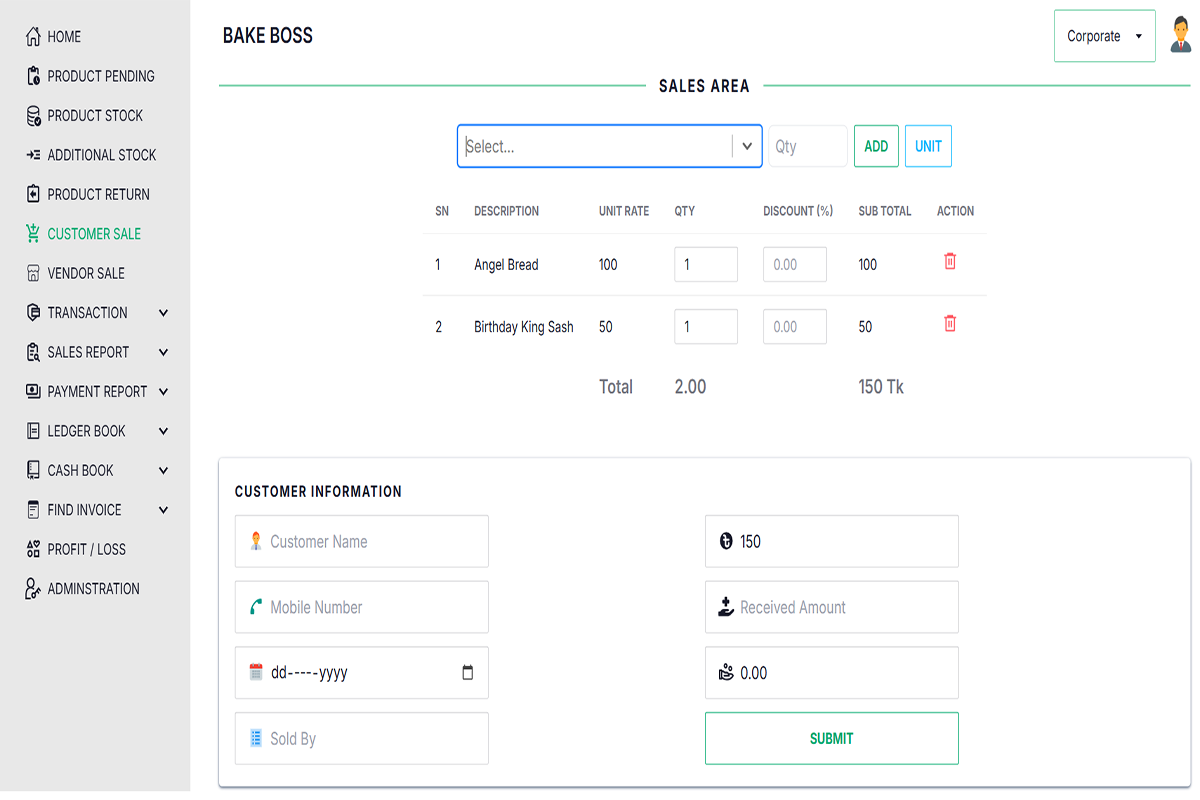 HOME
PRODUCT PENDING
PRODUCT STOCK
ADDITIONAL STOCK
PRODUCT RETURN
CUSTOMER SALE
VENDOR SALE
TRANSACTION
SALES REPORT
PAYMENT REPORT
LEDGER BOOK
CASH BOOK
FIND INVOICE
PROFIT / LOSS
ADMINSTRATION
BAKE BOSS
Corporate
SALES AREA
Select... Qty ADD UNIT
SN DESCRIPTION UNIT RATE QTY DISCOUNT (%) SUB TOTAL ACTION
1 Angel Bread 100 1 0.00 100
2 Birthday King Sash 50 1 0.00 50
Total 2.00 150 Tk
CUSTOMER INFORMATION
Customer Name 150
Mobile Number Received Amount
dd-----yyyy 0.00
Sold By SUBMIT